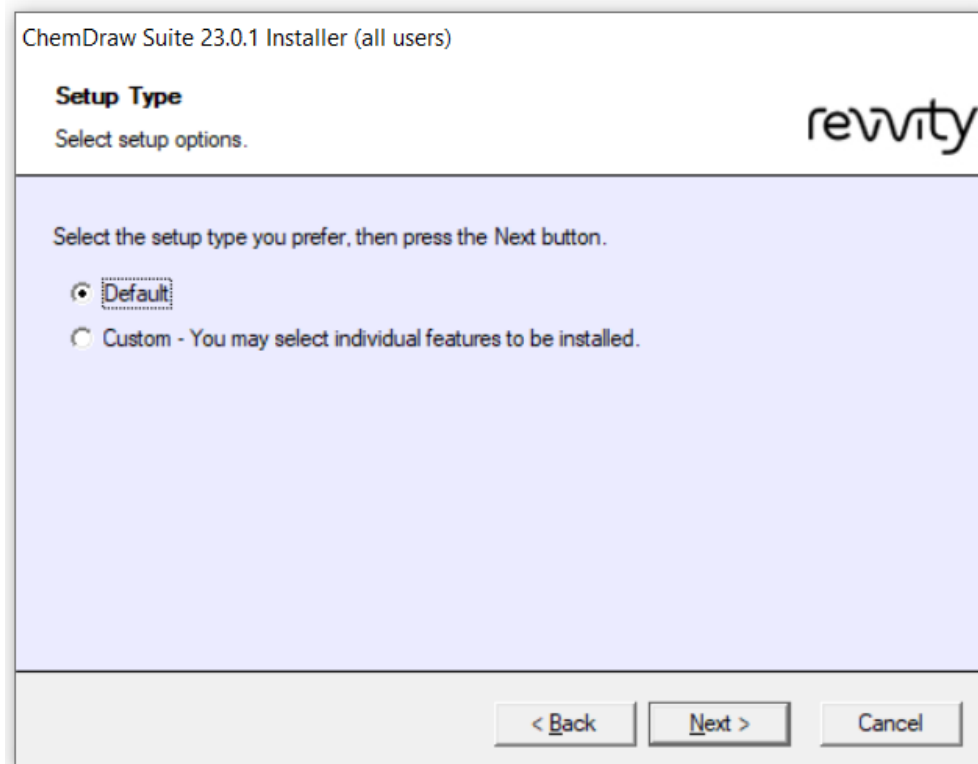 ChemDraw Suite 23.0.1 Installer (all users)
Setup Type
Select setup options.
revvity
Select the setup type you prefer, then press the Next button.
Default
Custom - You may select individual features to be installed.
< Back Next > Cancel